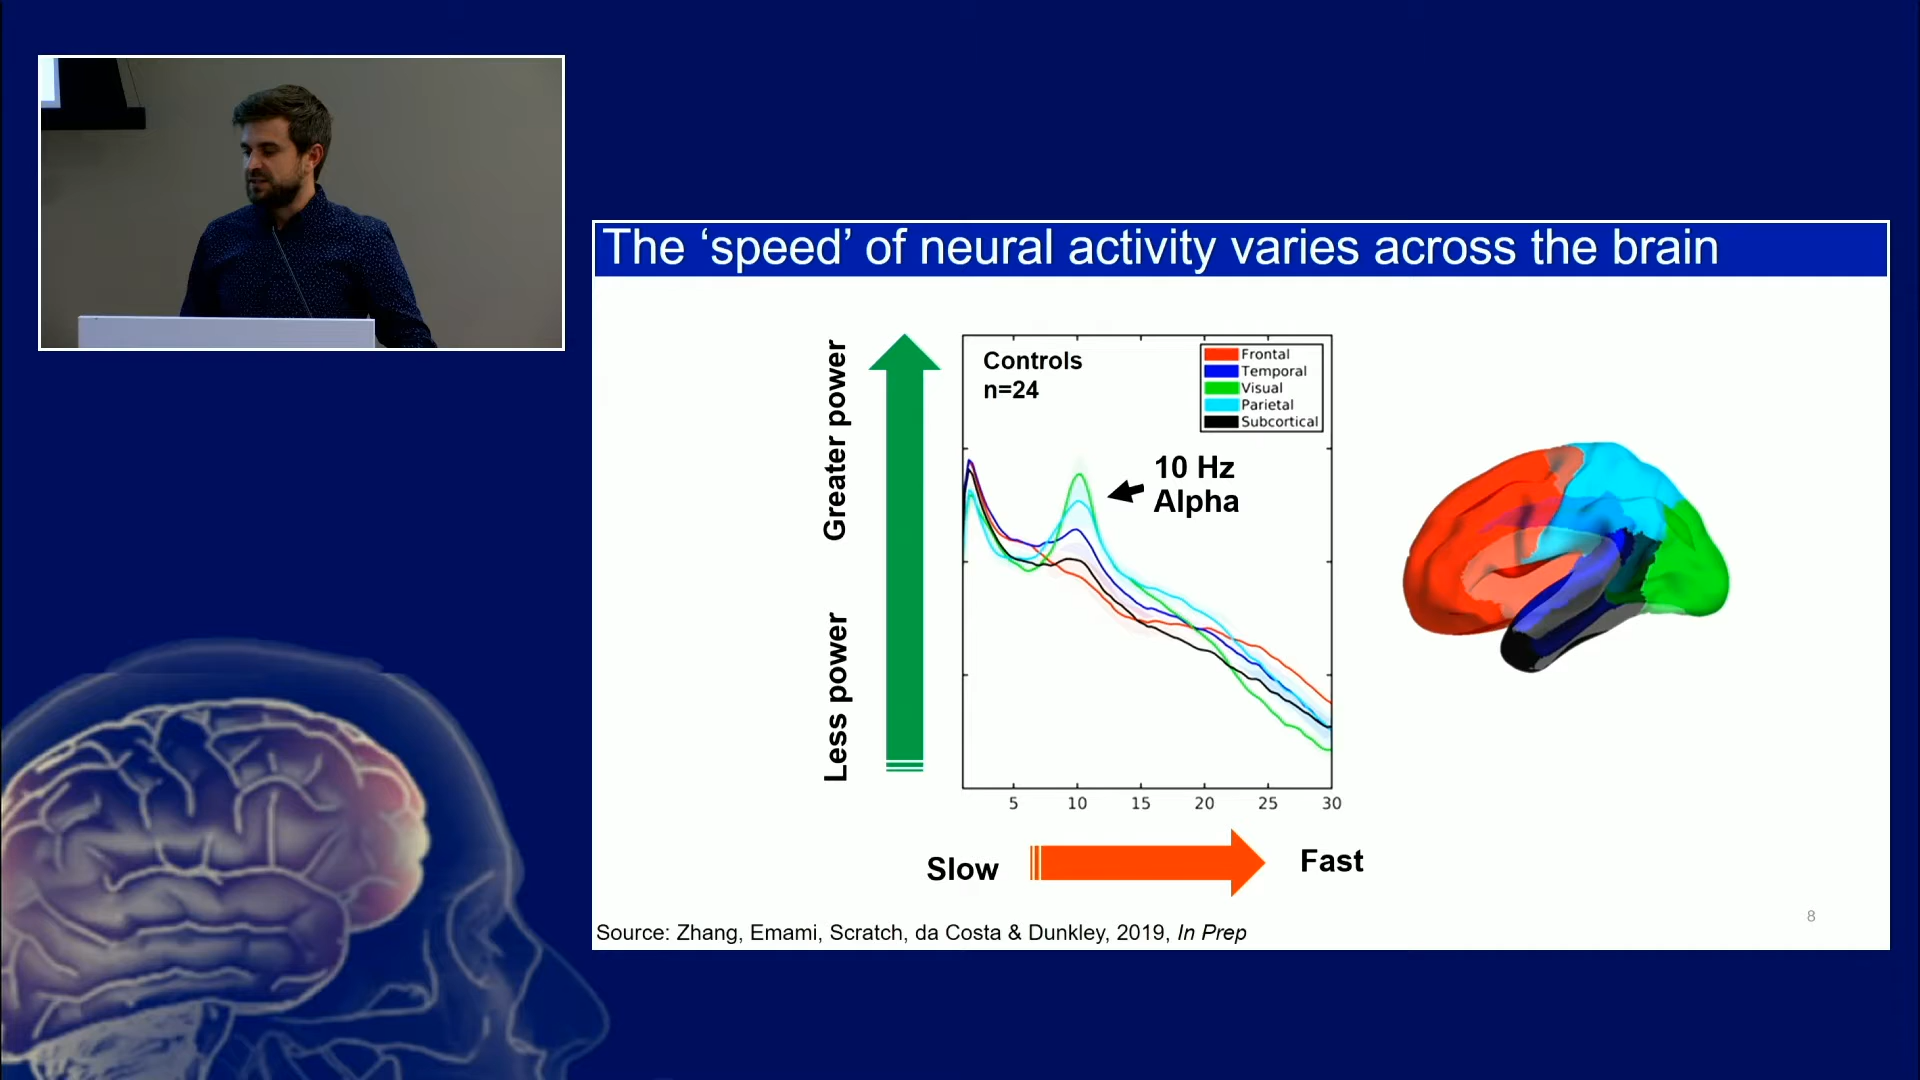 The ‘speed’ of neural activity varies across the brain
Greater power
Less power
Controls
n=24
Frontal
Temporal
Visual
Parietal
Subcortical
10 Hz
Alpha
5 10 15 20 25 30
Slow
Fast
Source: Zhang, Emami, Scratch, da Costa & Dunkley, 2019, In Prep
8